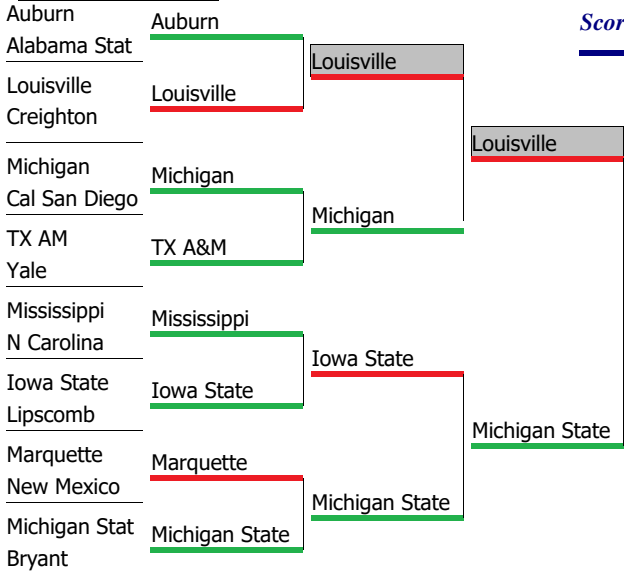 Auburn
Alabama Stat
Louisville
Creighton
Michigan
Cal San Diego
TX AM
Yale
Mississippi
N Carolina
Iowa State
Lipscomb
Marquette
New Mexico
Michigan Stat
Bryant
Auburn
Louisville
Michigan
TX A&M
Mississippi
Iowa State
Marquette
Michigan State
Louisville
Michigan
Iowa State
Michigan State
Louisville
Michigan State
Scor